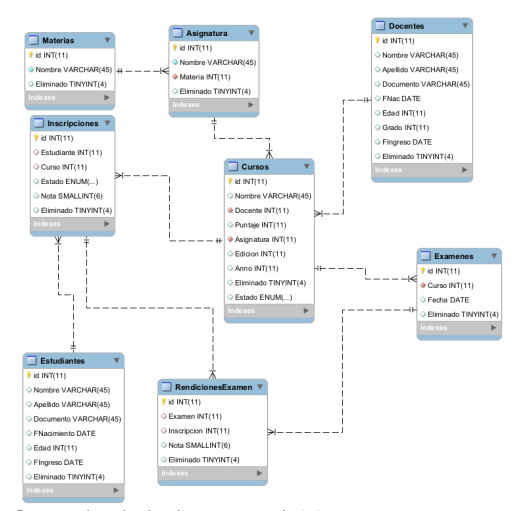 Materias
id INT(11)
Nombre VARCHAR(45)
Eliminado TINYINT(4)
Indexes
Asignatura
id INT(11)
Nombre VARCHAR(45)
Materia INT(11)
Eliminado TINYINT(4)
Indexes
Docentes
id INT(11)
Nombre VARCHAR(45)
Apellido VARCHAR(45)
Documento VARCHAR(45)
FNac DATE
Edad INT(11)
Grado INT(11)
FIngreso DATE
Eliminado TINYINT(4)
Indexes
Inscripciones
id INT(11)
Estudiante INT(11)
Curso INT(11)
Estado ENUM(...)
Nota SMALLINT(6)
Eliminado TINYINT(4)
Indexes
Cursos
id INT(11)
Nombre VARCHAR(45)
Docente INT(11)
Puntaje INT(11)
Asignatura INT(11)
Edicion INT(11)
Anno INT(11)
Eliminado TINYINT(4)
Estado ENUM(...)
Indexes
Examenes
id INT(11)
Curso INT(11)
Fecha DATE
Eliminado TINYINT(4)
Indexes
Estudiantes
id INT(11)
Nombre VARCHAR(45)
Apellido VARCHAR(45)
Documento VARCHAR(45)
FNacimiento DATE
Edad INT(11)
FIngreso DATE
Eliminado TINYINT(4)
Indexes
RendicionesExamen
id INT(11)
Examen INT(11)
Inscripcion INT(11)
Nota SMALLINT(6)
Eliminado TINYINT(4)
Indexes